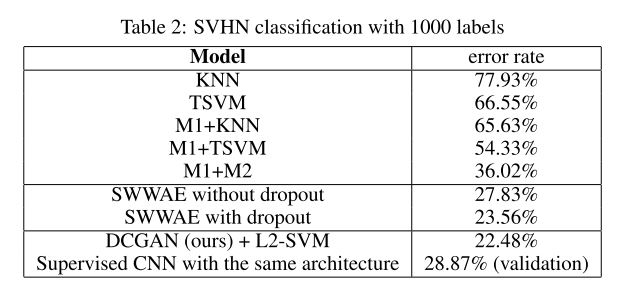 Table 2: SVHN classification with 1000 labels
Model error rate
KNN 77.93%
TSVM 66.55%
M1+KNN 65.63%
M1+TSVM 54.33%
M1+M2 36.02%
SWWAE without dropout 27.83%
SWWAE with dropout 23.56%
DCGAN (ours) + L2-SVM 22.48%
Supervised CNN with the same architecture 28.87% (validation)